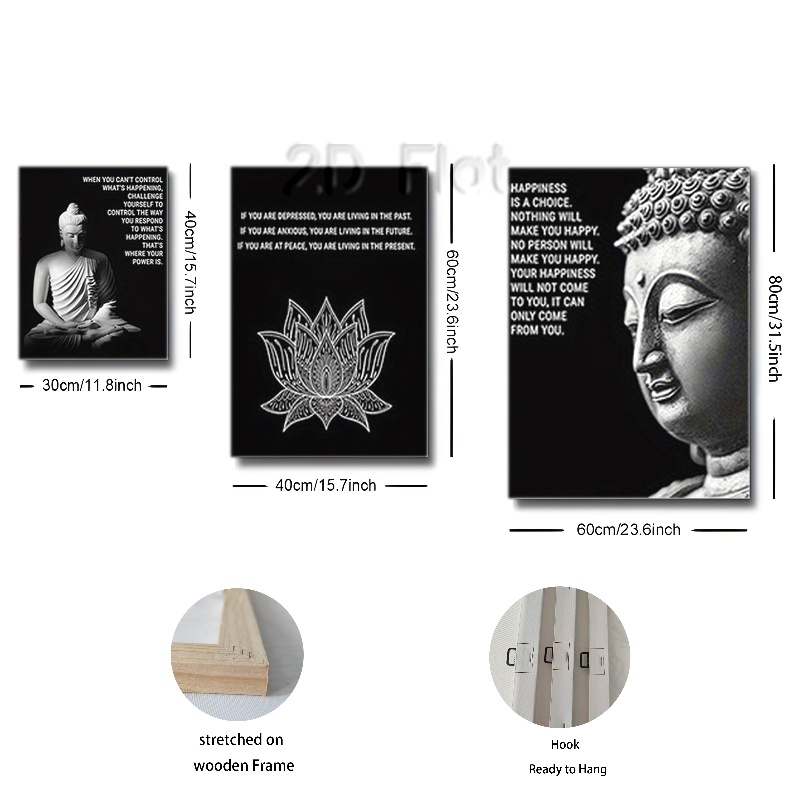 2D Flat
WHEN YOU CAN'T CONTROL
WHAT'S HAPPENING,
CHALLENGE
YOURSELF TO
CONTROL THE WAY
YOU RESPOND
TO WHAT'S
HAPPENING.
THAT'S
WHERE YOUR
POWER IS.
40cm/15.7inch
30cm/11.8inch
IF YOU ARE DEPRESSED, YOU ARE LIVING IN THE PAST.
IF YOU ARE ANXIOUS, YOU ARE LIVING IN THE FUTURE.
IF YOU ARE AT PEACE, YOU ARE LIVING IN THE PRESENT.
60cm/23.6inch
40cm/15.7inch
HAPPINESS
IS A CHOICE.
NOTHING WILL
MAKE YOU HAPPY.
NO PERSON WILL
MAKE YOU HAPPY.
YOUR HAPPINESS
WILL NOT COME
TO YOU, IT CAN
ONLY COME
FROM YOU.
80cm/31.5inch
60cm/23.6inch
stretched on
wooden Frame
Hook
Ready to Hang